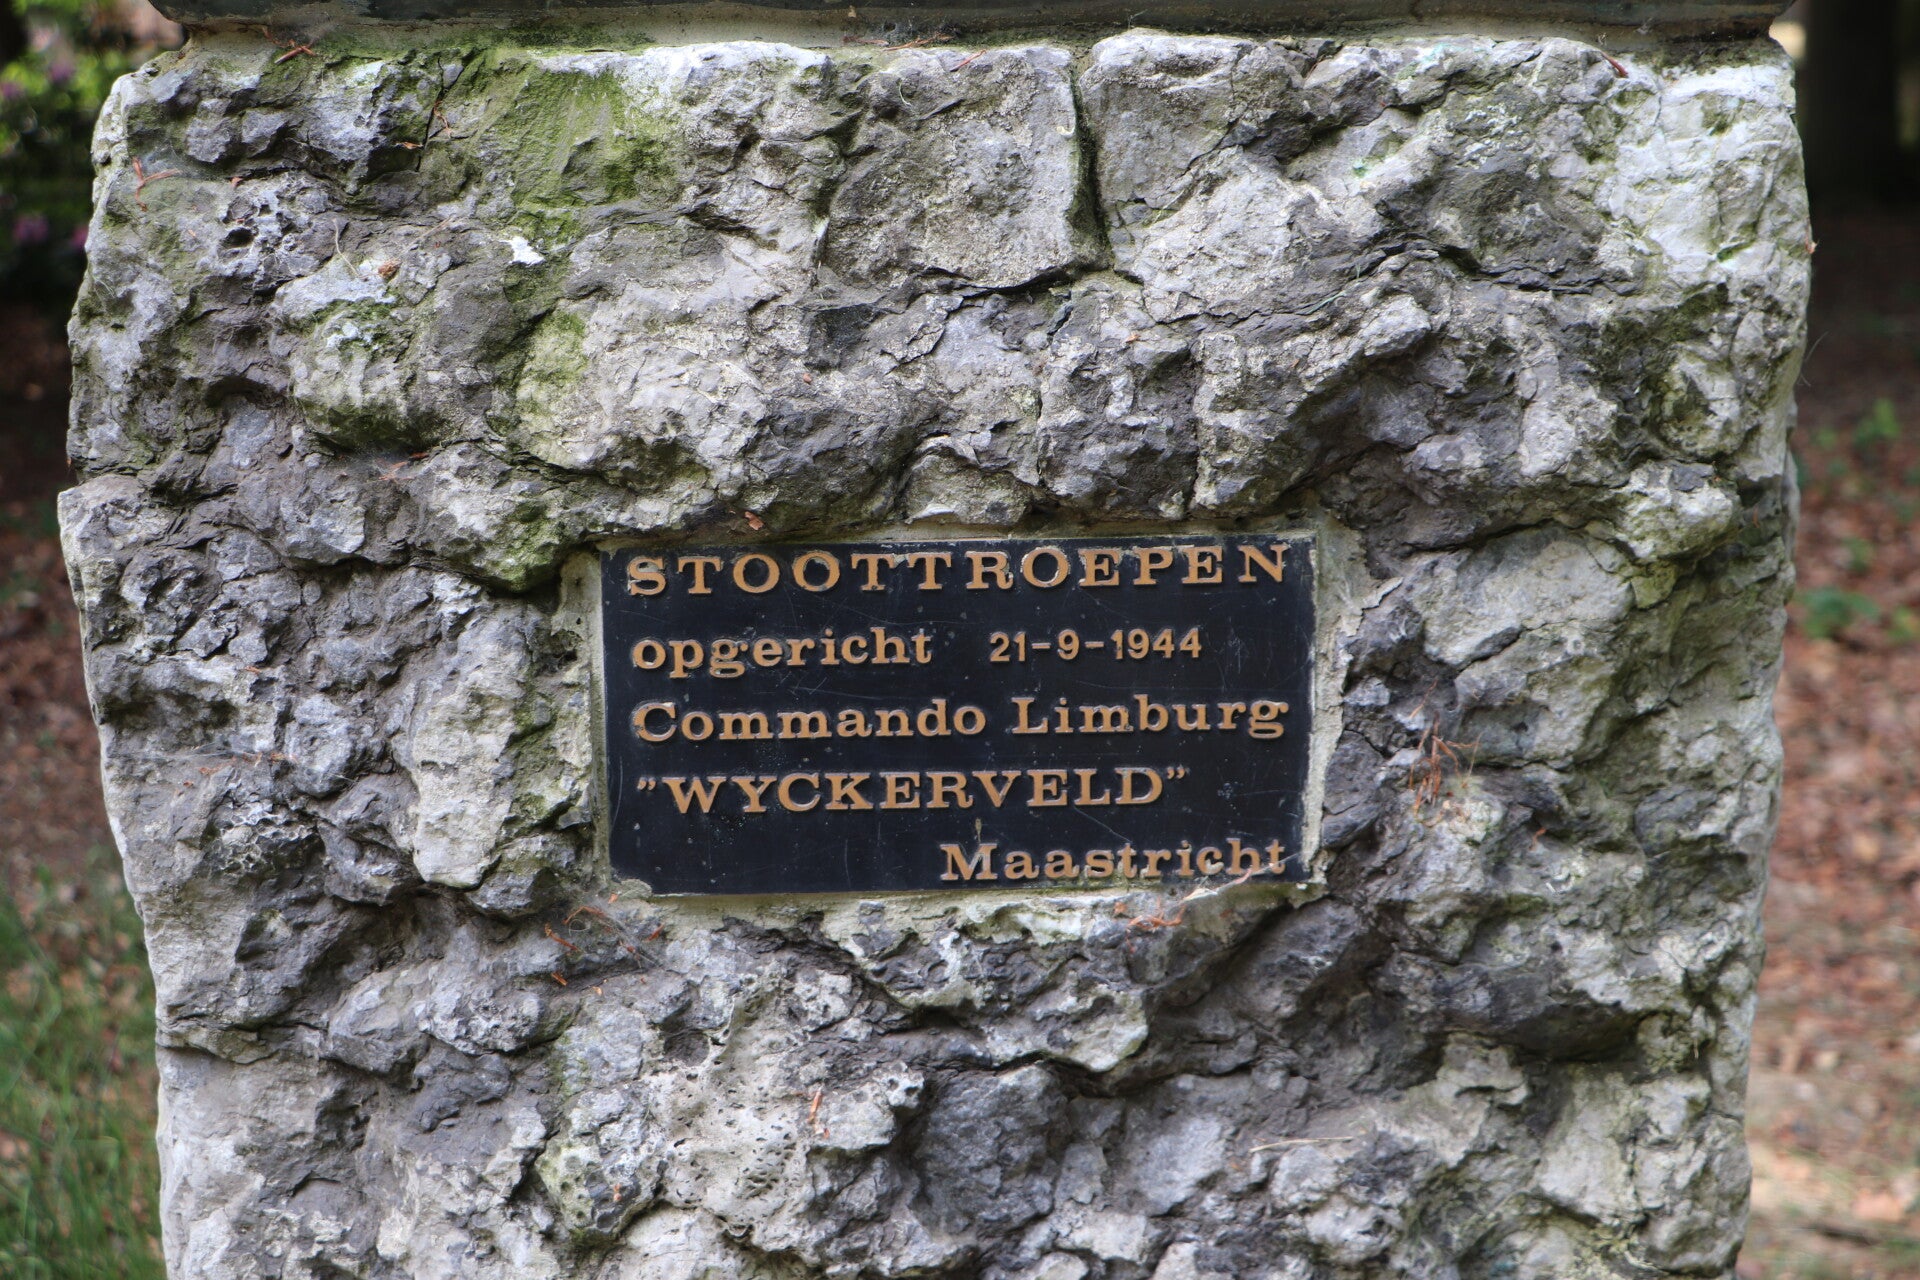 STOOTTROEPEN
opgericht 21-9-1944
Commando Limburg
"WYCKERVELD"
Maastricht